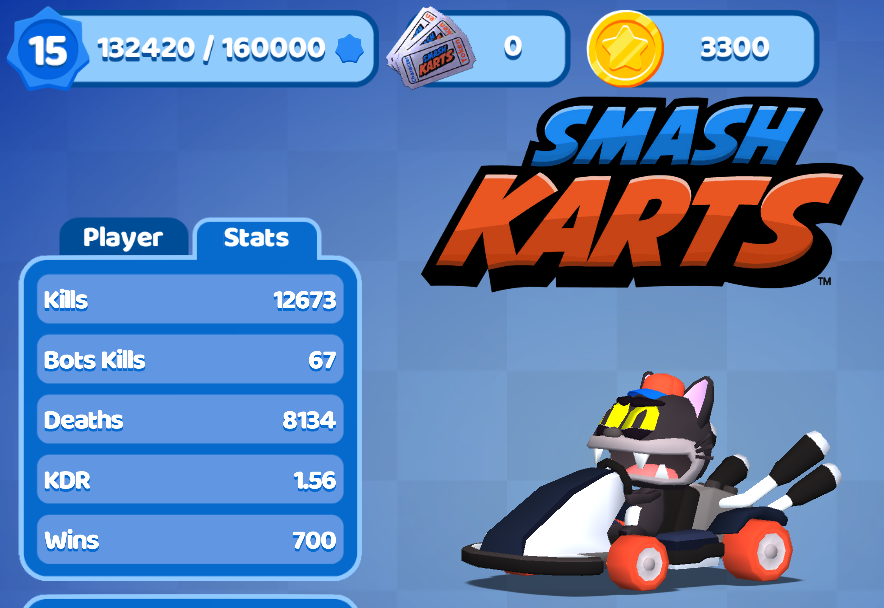 15 132420 / 160000 0 3300
SMASH
KARTS
TM
Player Stats
Kills 12673
Bots Kills 67
Deaths 8134
KDR 1.56
Wins 700
SMASH
KARTS